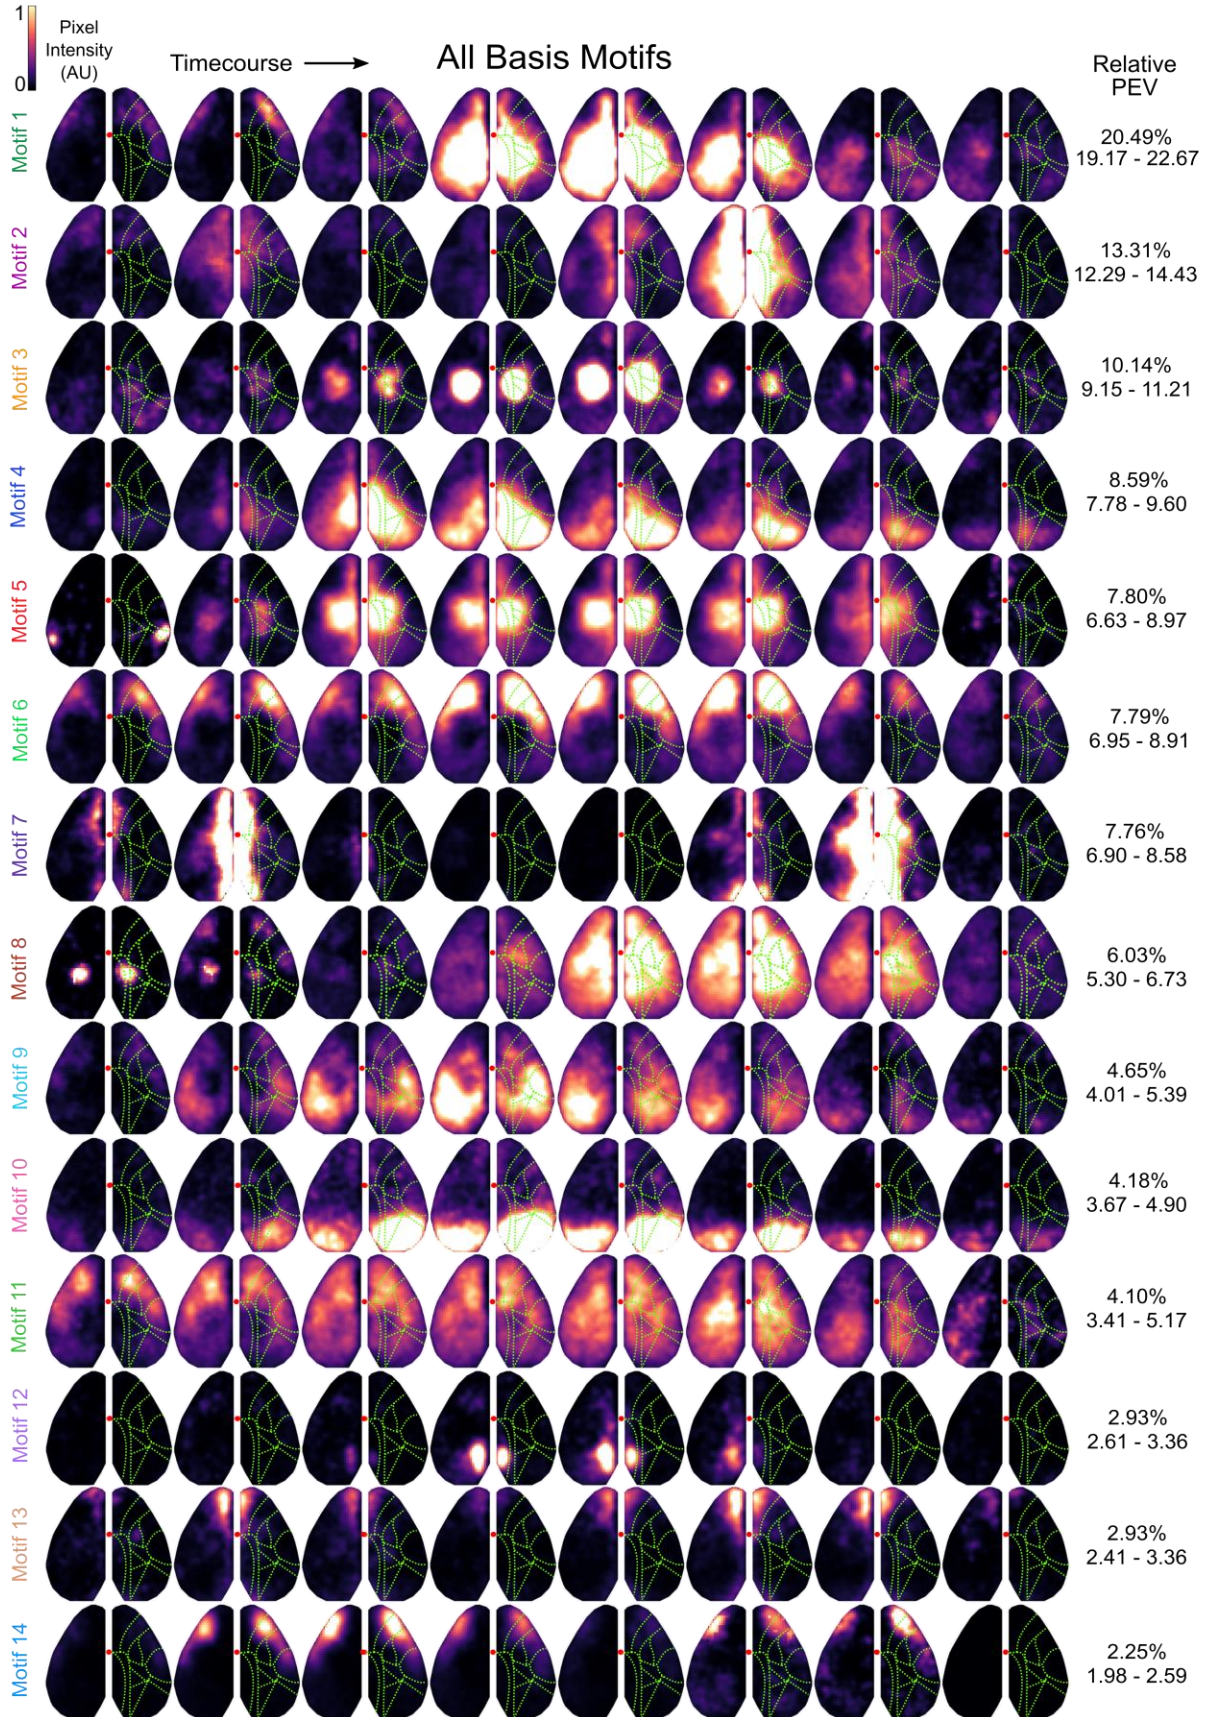 1
Pixel
Intensity
(AU)
0
Timecourse
All Basis Motifs
Relative
PEV
Motif 1
20.49%
19.17 - 22.67
Motif 2
13.31%
12.29 - 14.43
Motif 3
10.14%
9.15 - 11.21
Motif 4
8.59%
7.78 - 9.60
Motif 5
7.80%
6.63 - 8.97
Motif 6
7.79%
6.95 - 8.91
Motif 7
7.76%
6.90 - 8.58
Motif 8
6.03%
5.30 - 6.73
Motif 9
4.65%
4.01 - 5.39
Motif 10
4.18%
3.67 - 4.90
Motif 11
4.10%
3.41 - 5.17
Motif 12
2.93%
2.61 - 3.36
Motif 13
2.93%
2.41 - 3.36
Motif 14
2.25%
1.98 - 2.59